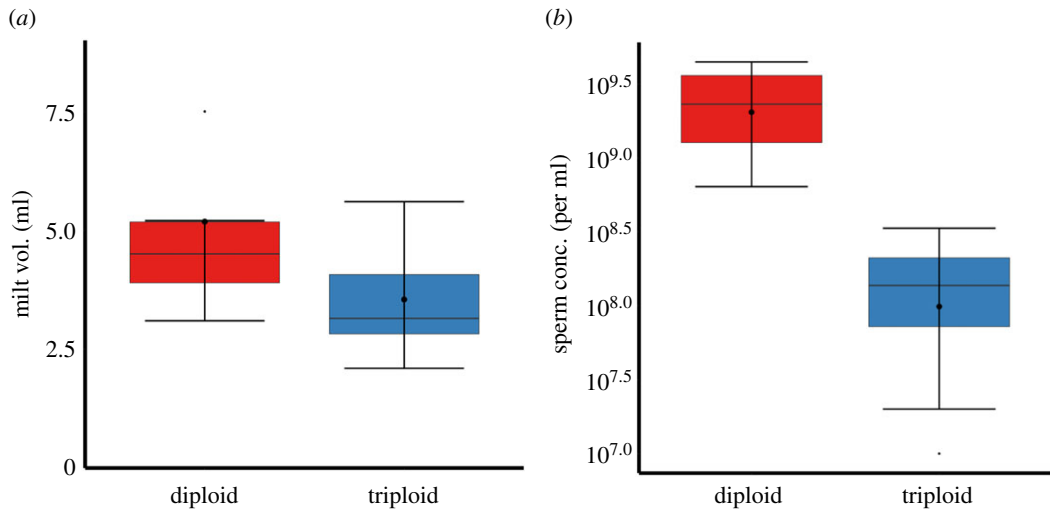 (a)
milt vol. (ml)
7.5
5.0
2.5
0
diploid
triploid
(b)
sperm conc. (per ml)
10^9.5
10^9.0
10^8.5
10^8.0
10^7.5
10^7.0
diploid
triploid